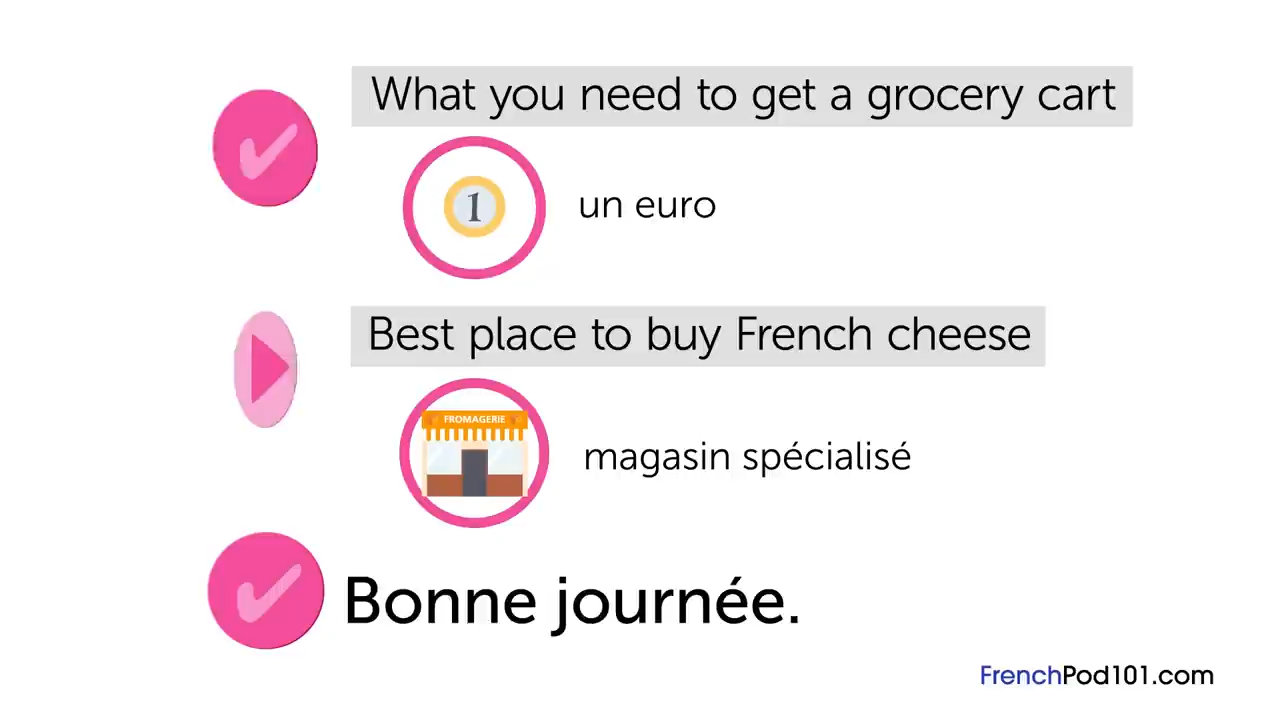 What you need to get a grocery cart
1
un euro
Best place to buy French cheese
FROMAGERIE
magasin spécialisé
Bonne journée.
FrenchPod101.com